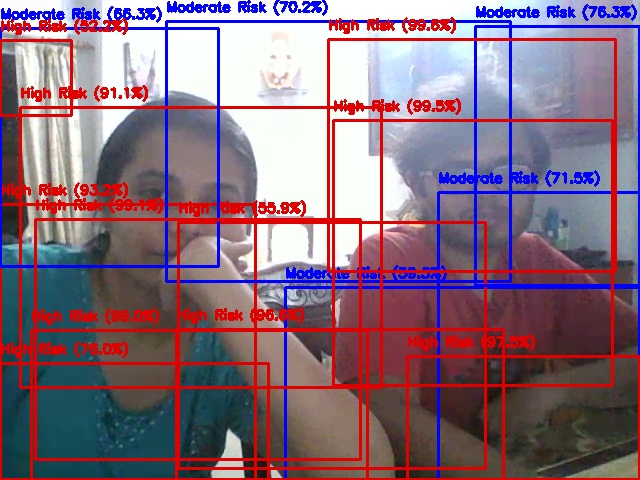 Moderate Risk (66.3%)
Moderate Risk (70.2%)
Moderate Risk (76.3%)
High Risk (52.2%)
High Risk (99.6%)
High Risk (91.1%)
High Risk (99.5%)
Moderate Risk (71.5%)
High Risk (93.2%)
High Risk (99.1%)
High Risk (55.9%)
Moderate Risk
High Risk (99.0%)
High Risk (96.6%)
High Risk (97.5%)
High Risk (76.0%)